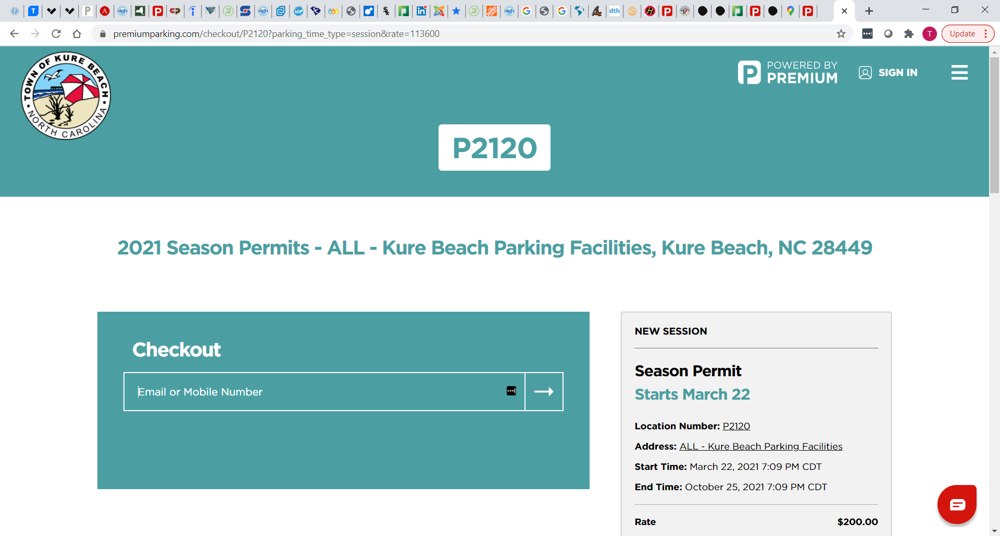 premiumparking.com/checkout/P2120?parking_time_type=session&rate=113600
T
Update
TOWN OF KURE BEACH
NORTH CAROLINA
POWERED BY
PREMIUM
SIGN IN
P2120
2021 Season Permits - ALL - Kure Beach Parking Facilities, Kure Beach, NC 28449
Checkout
Email or Mobile Number
NEW SESSION
Season Permit
Starts March 22
Location Number: P2120
Address: ALL - Kure Beach Parking Facilities
Start Time: March 22, 2021 7:09 PM CDT
End Time: October 25, 2021 7:09 PM CDT
Rate $200.00